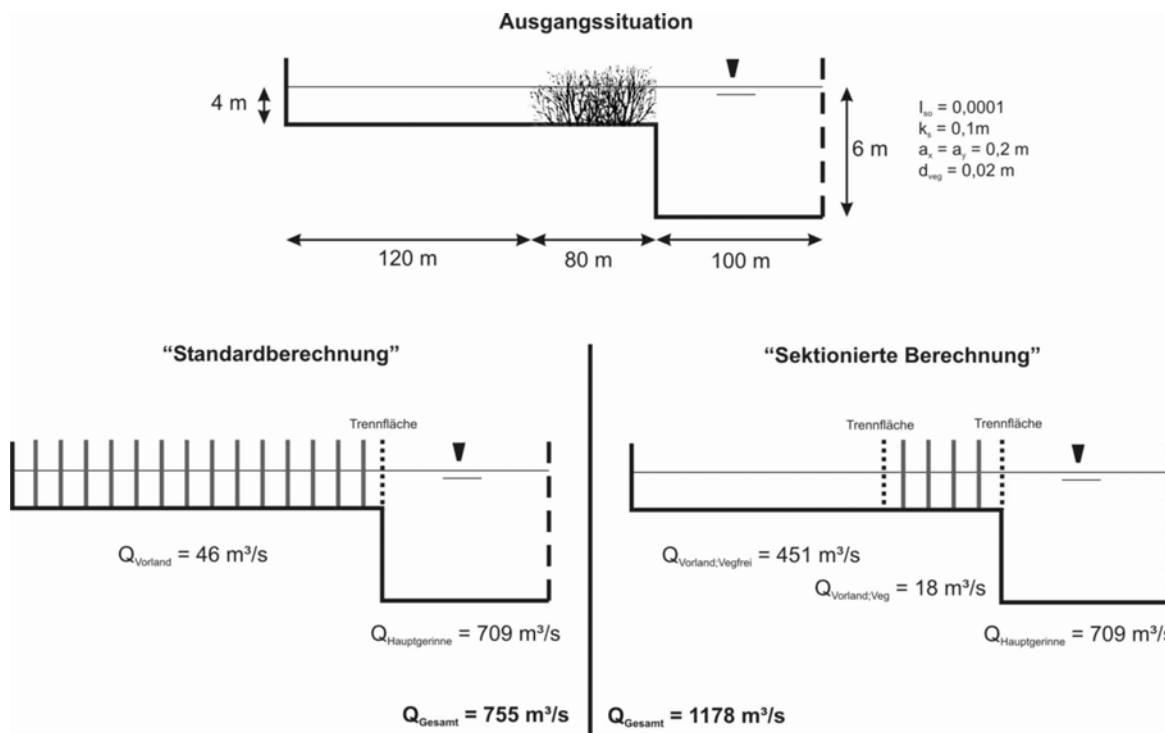 Ausgangssituation
4 m
6 m
I_so = 0,0001
k_s = 0,1m
a_x = a_y = 0,2 m
d_veg = 0,02 m
120 m
80 m
100 m
“Standardberechnung”
Trennfläche
Q_Vorland = 46 m³/s
Q_Hauptgerinne = 709 m³/s
Q_Gesamt = 755 m³/s
“Sektionierte Berechnung”
Trennfläche
Trennfläche
Q_Vorland;Vegfrei = 451 m³/s
Q_Vorland;Veg = 18 m³/s
Q_Hauptgerinne = 709 m³/s
Q_Gesamt = 1178 m³/s